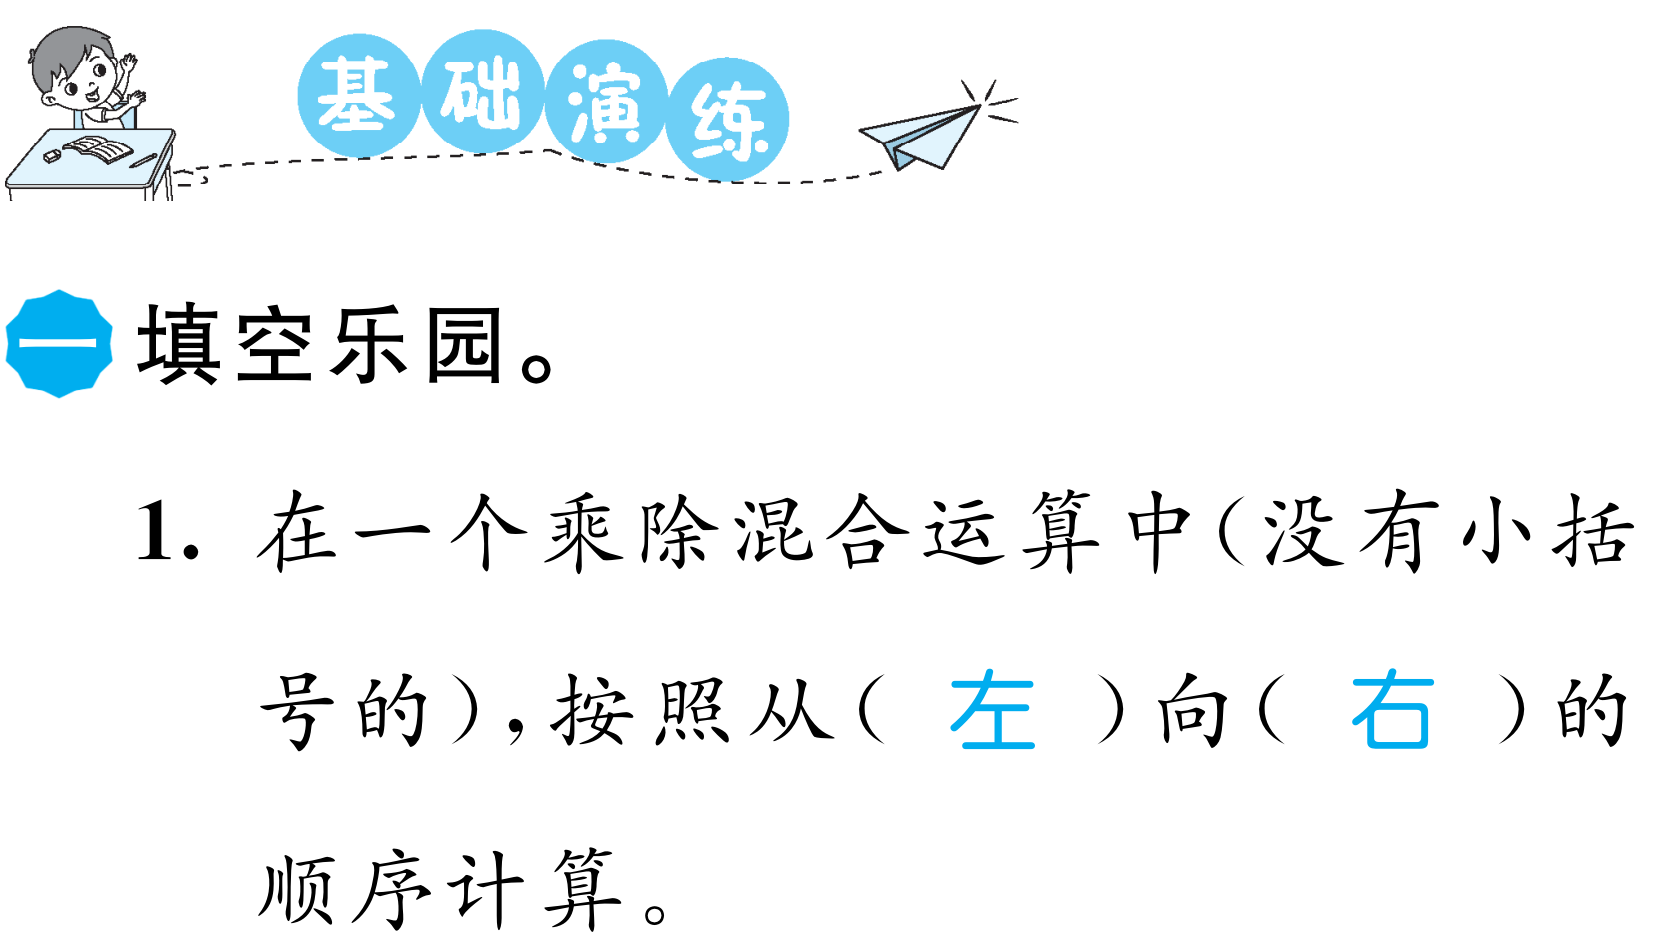 基础演练
一 填空乐园。
1. 在一个乘除混合运算中(没有小括
号的),按照从( 左 )向( 右 )的
顺序计算。